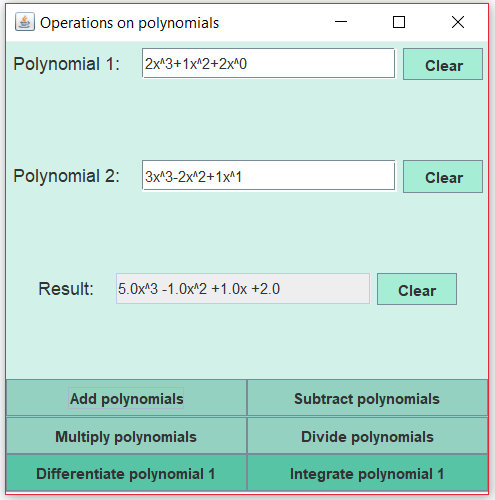 Operations on polynomials
Polynomial 1: 2x^3+1x^2+2x^0 Clear
Polynomial 2: 3x^3-2x^2+1x^1 Clear
Result: 5.0x^3 -1.0x^2 +1.0x +2.0 Clear
Add polynomials Subtract polynomials
Multiply polynomials Divide polynomials
Differentiate polynomial 1 Integrate polynomial 1